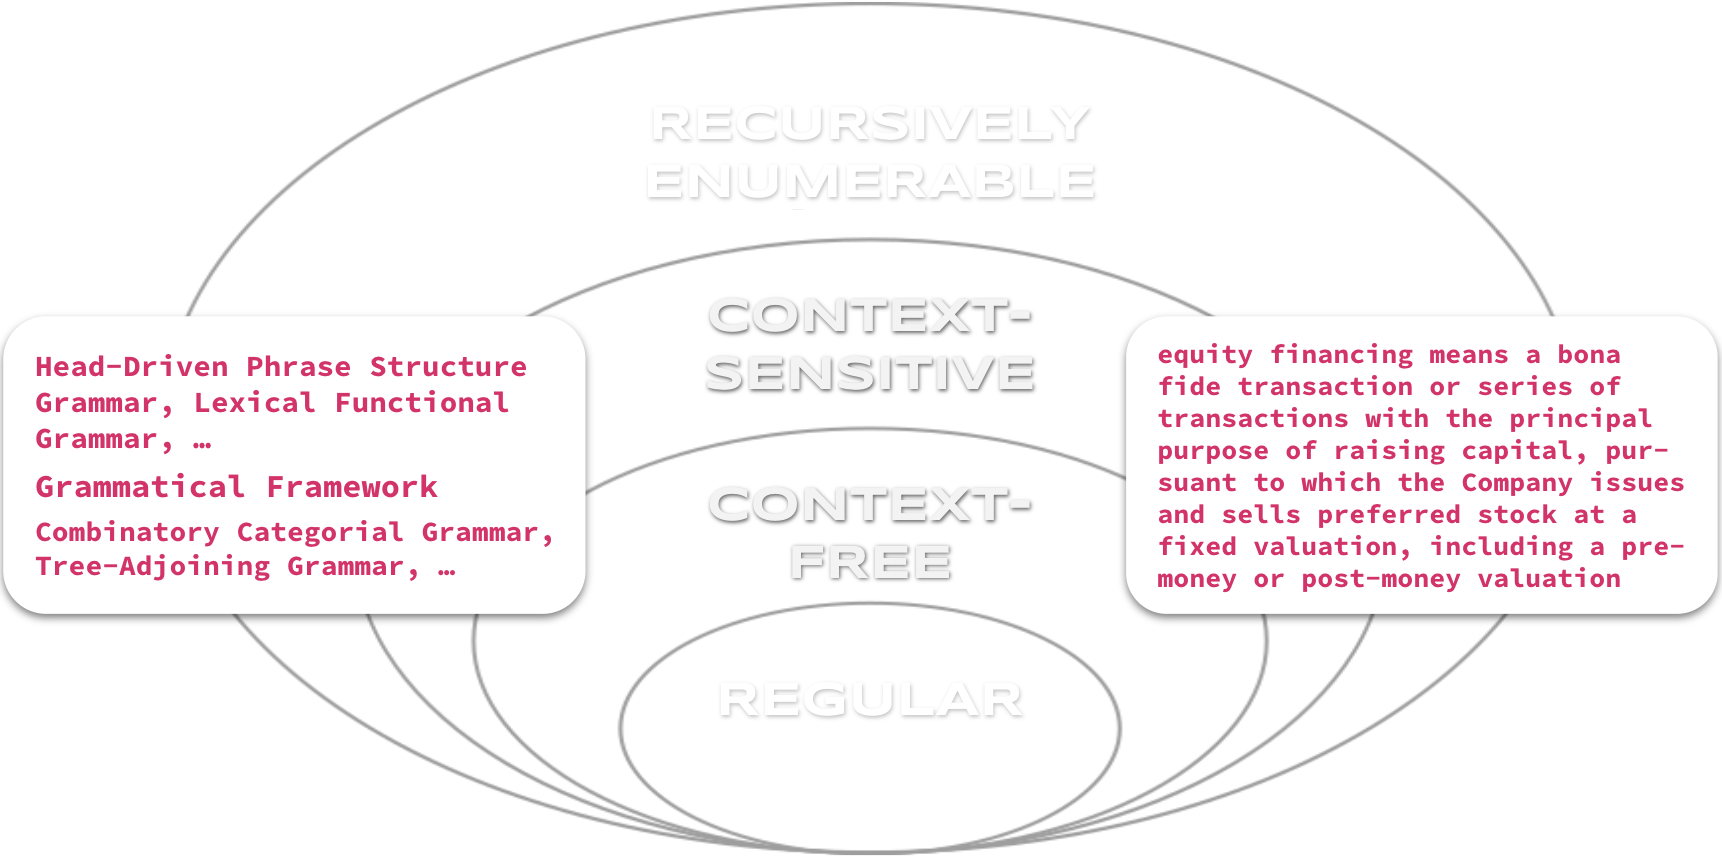 RECURSIVELY
ENUMERABLE
CONTEXT-
SENSITIVE
Head-Driven Phrase Structure
Grammar, Lexical Functional
Grammar, …
Grammatical Framework
Combinatory Categorial Grammar,
Tree-Adjoining Grammar, …
equity financing means a bona
fide transaction or series of
transactions with the principal
purpose of raising capital, pur-
suant to which the Company issues
and sells preferred stock at a
fixed valuation, including a pre-
money or post-money valuation
CONTEXT-
FREE
REGULAR